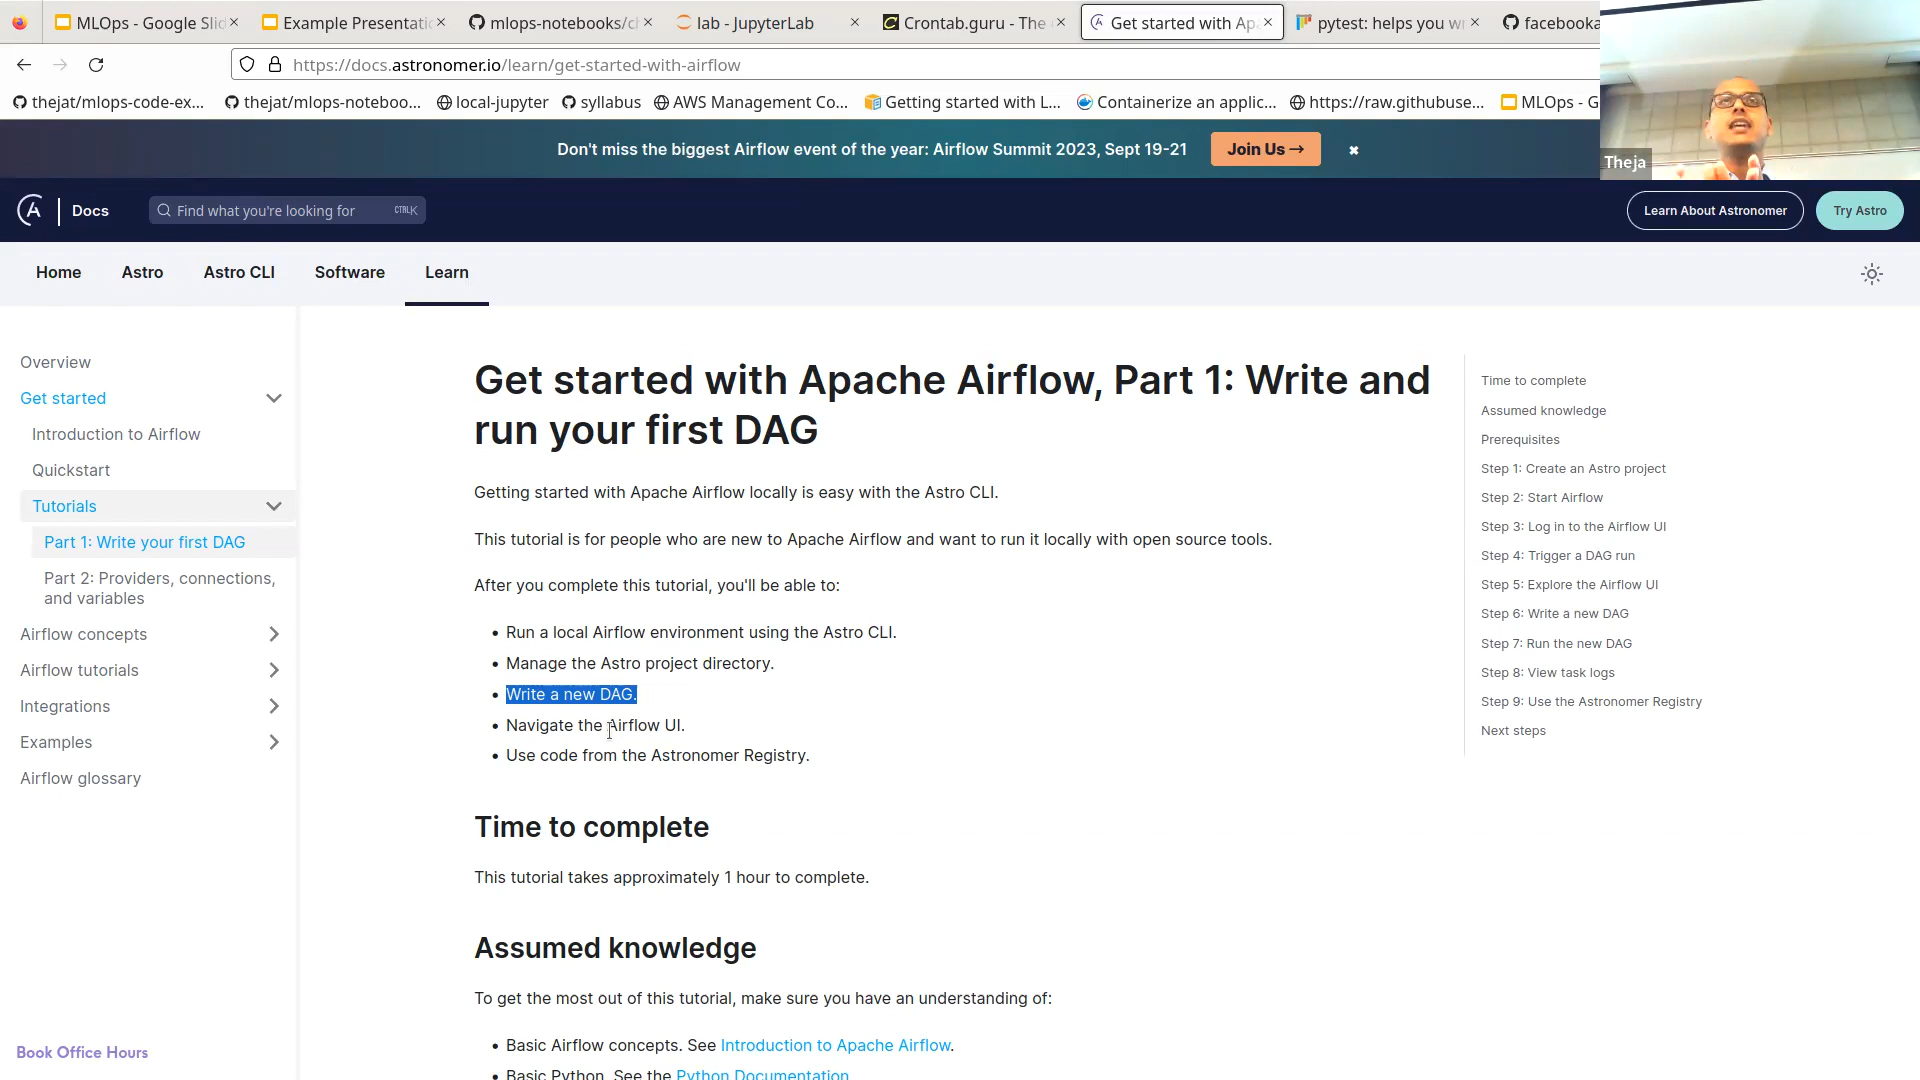 MLOps - Google Slid
Example Presentati
mlops-notebooks/c
lab - JupyterLab
Crontab.guru - The
Get started with Ap
pytest: helps you w
facebooka
https://docs.astronomer.io/learn/get-started-with-airflow
thejat/mlops-code-ex...
thejat/mlops-noteboo...
local-jupyter
syllabus
AWS Management Co...
Getting started with L...
Containerize an applic...
https://raw.githubuse...
MLOps - G
Theja
Don't miss the biggest Airflow event of the year: Airflow Summit 2023, Sept 19-21
Join Us →
Docs
Find what you're looking for
CTRL K
Learn About Astronomer
Try Astro
Home
Astro
Astro CLI
Software
Learn
Overview
Get started
Introduction to Airflow
Quickstart
Tutorials
Part 1: Write your first DAG
Part 2: Providers, connections,
and variables
Airflow concepts
Airflow tutorials
Integrations
Examples
Airflow glossary
Book Office Hours
Get started with Apache Airflow, Part 1: Write and
run your first DAG
Getting started with Apache Airflow locally is easy with the Astro CLI.
This tutorial is for people who are new to Apache Airflow and want to run it locally with open source tools.
After you complete this tutorial, you'll be able to:
• Run a local Airflow environment using the Astro CLI.
• Manage the Astro project directory.
• Write a new DAG.
• Navigate the Airflow UI.
• Use code from the Astronomer Registry.
Time to complete
This tutorial takes approximately 1 hour to complete.
Assumed knowledge
To get the most out of this tutorial, make sure you have an understanding of:
• Basic Airflow concepts. See Introduction to Apache Airflow.
• Basic Python. See the Python Documentation
Time to complete
Assumed knowledge
Prerequisites
Step 1: Create an Astro project
Step 2: Start Airflow
Step 3: Log in to the Airflow UI
Step 4: Trigger a DAG run
Step 5: Explore the Airflow UI
Step 6: Write a new DAG
Step 7: Run the new DAG
Step 8: View task logs
Step 9: Use the Astronomer Registry
Next steps